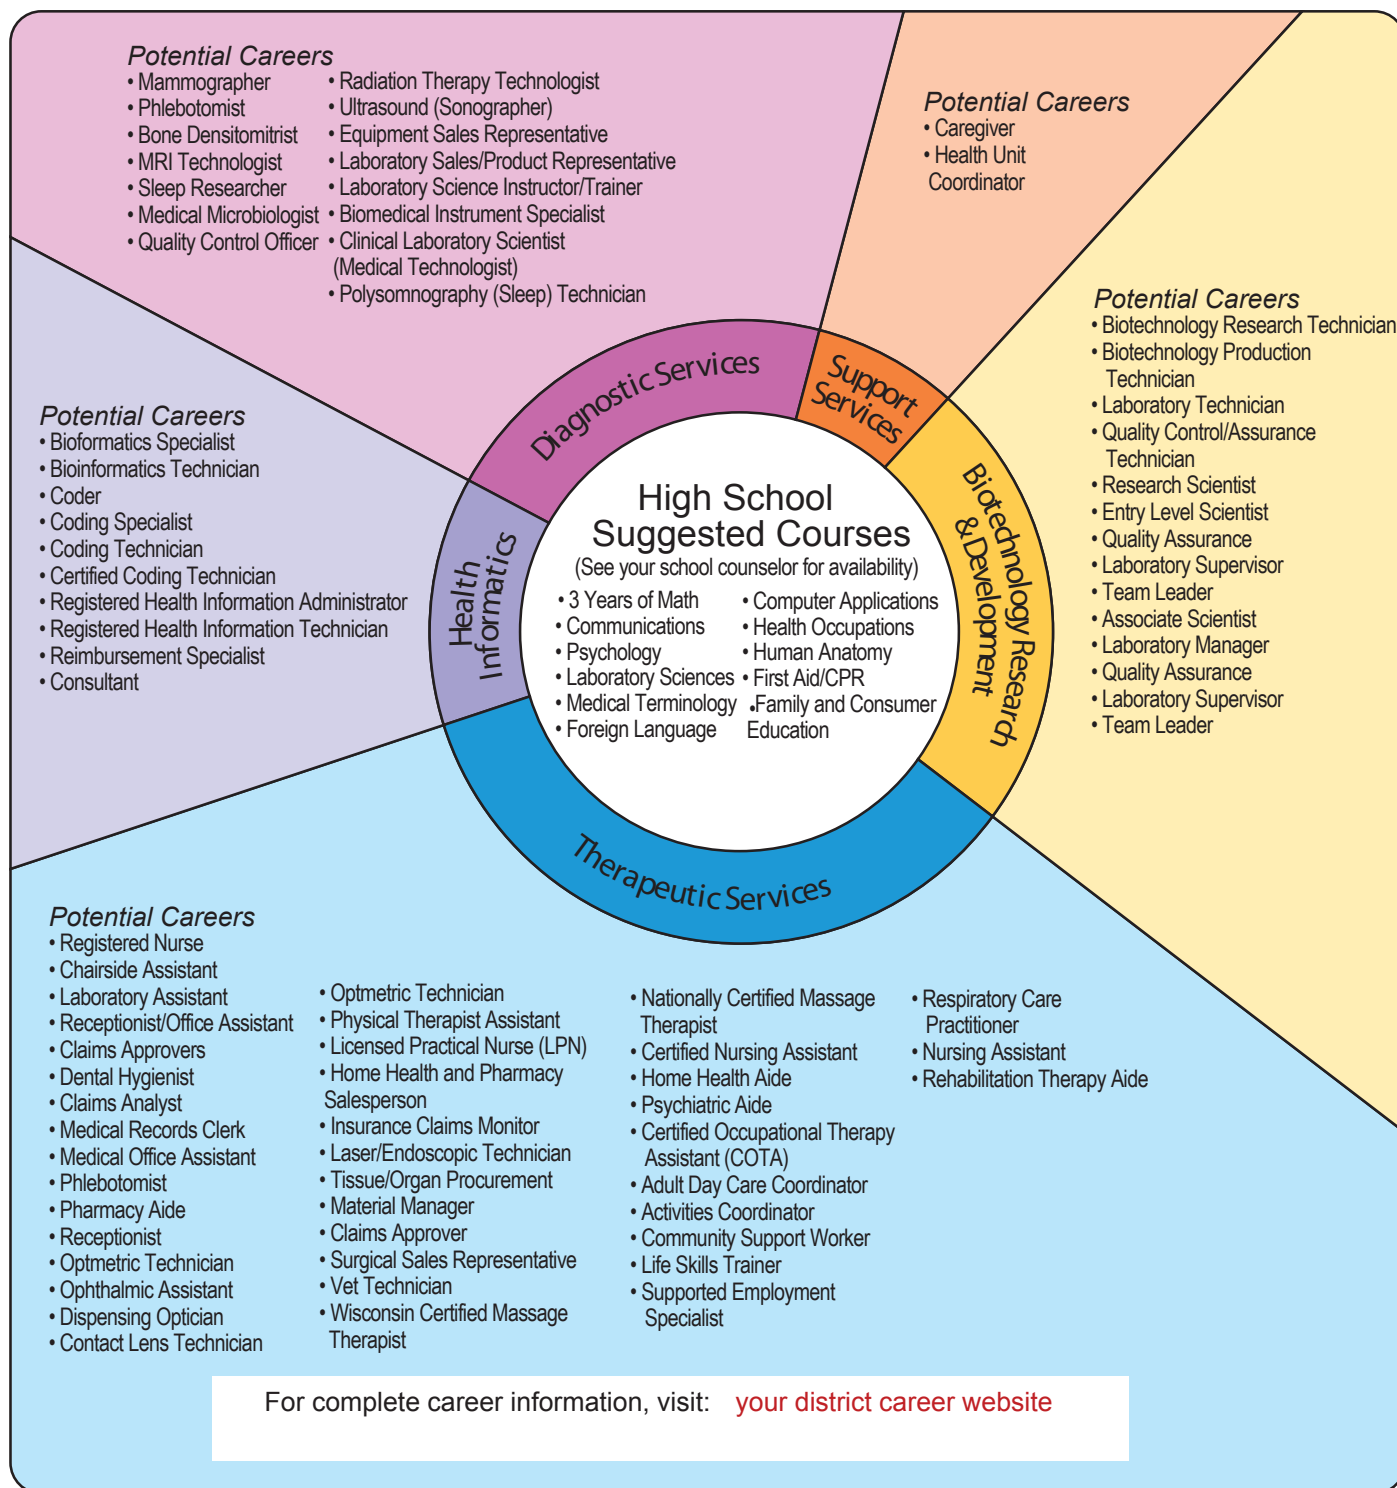 Potential Careers
• Mammographer
• Phlebotomist
• Bone Densitomitrist
• MRI Technologist
• Sleep Researcher
• Medical Microbiologist
• Quality Control Officer
• Radiation Therapy Technologist
• Ultrasound (Sonographer)
• Equipment Sales Representative
• Laboratory Sales/Product Representative
• Laboratory Science Instructor/Trainer
• Biomedical Instrument Specialist
• Clinical Laboratory Scientist
(Medical Technologist)
• Polysomnography (Sleep) Technician
Potential Careers
• Caregiver
• Health Unit
Coordinator
Potential Careers
• Biotechnology Research Technician
• Biotechnology Production
Technician
• Laboratory Technician
• Quality Control/Assurance
Technician
• Research Scientist
• Entry Level Scientist
• Quality Assurance
• Laboratory Supervisor
• Team Leader
• Associate Scientist
• Laboratory Manager
• Quality Assurance
• Laboratory Supervisor
• Team Leader
Potential Careers
• Bioformatics Specialist
• Bioinformatics Technician
• Coder
• Coding Specialist
• Coding Technician
• Certified Coding Technician
• Registered Health Information Administrator
• Registered Health Information Technician
• Reimbursement Specialist
• Consultant
Diagnostic Services
Support
Services
Biotechnology Research
& Development
Health
Informatics
Therapeutic Services
High School
Suggested Courses
(See your school counselor for availability)
• 3 Years of Math
• Communications
• Psychology
• Laboratory Sciences
• Medical Terminology
• Foreign Language
• Computer Applications
• Health Occupations
• Human Anatomy
• First Aid/CPR
•Family and Consumer
Education
Potential Careers
• Registered Nurse
• Chairside Assistant
• Laboratory Assistant
• Receptionist/Office Assistant
• Claims Approvers
• Dental Hygienist
• Claims Analyst
• Medical Records Clerk
• Medical Office Assistant
• Phlebotomist
• Pharmacy Aide
• Receptionist
• Optmetric Technician
• Ophthalmic Assistant
• Dispensing Optician
• Contact Lens Technician
• Optmetric Technician
• Physical Therapist Assistant
• Licensed Practical Nurse (LPN)
• Home Health and Pharmacy
Salesperson
• Insurance Claims Monitor
• Laser/Endoscopic Technician
• Tissue/Organ Procurement
• Material Manager
• Claims Approver
• Surgical Sales Representative
• Vet Technician
• Wisconsin Certified Massage
Therapist
• Nationally Certified Massage
Therapist
• Certified Nursing Assistant
• Home Health Aide
• Psychiatric Aide
• Certified Occupational Therapy
Assistant (COTA)
• Adult Day Care Coordinator
• Activities Coordinator
• Community Support Worker
• Life Skills Trainer
• Supported Employment
Specialist
• Respiratory Care
Practitioner
• Nursing Assistant
• Rehabilitation Therapy Aide
For complete career information, visit: your district career website